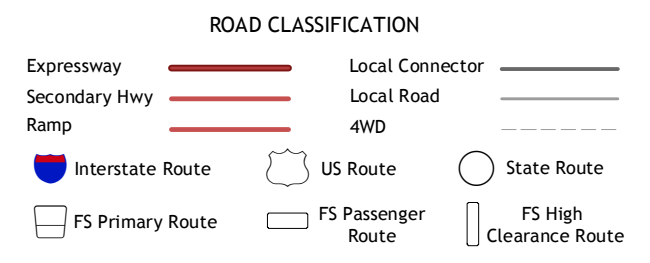 ROAD CLASSIFICATION
Expressway
Local Connector
Secondary Hwy
Local Road
Ramp
4WD
Interstate Route
US Route
State Route
FS Primary Route
FS Passenger
Route
FS High
Clearance Route